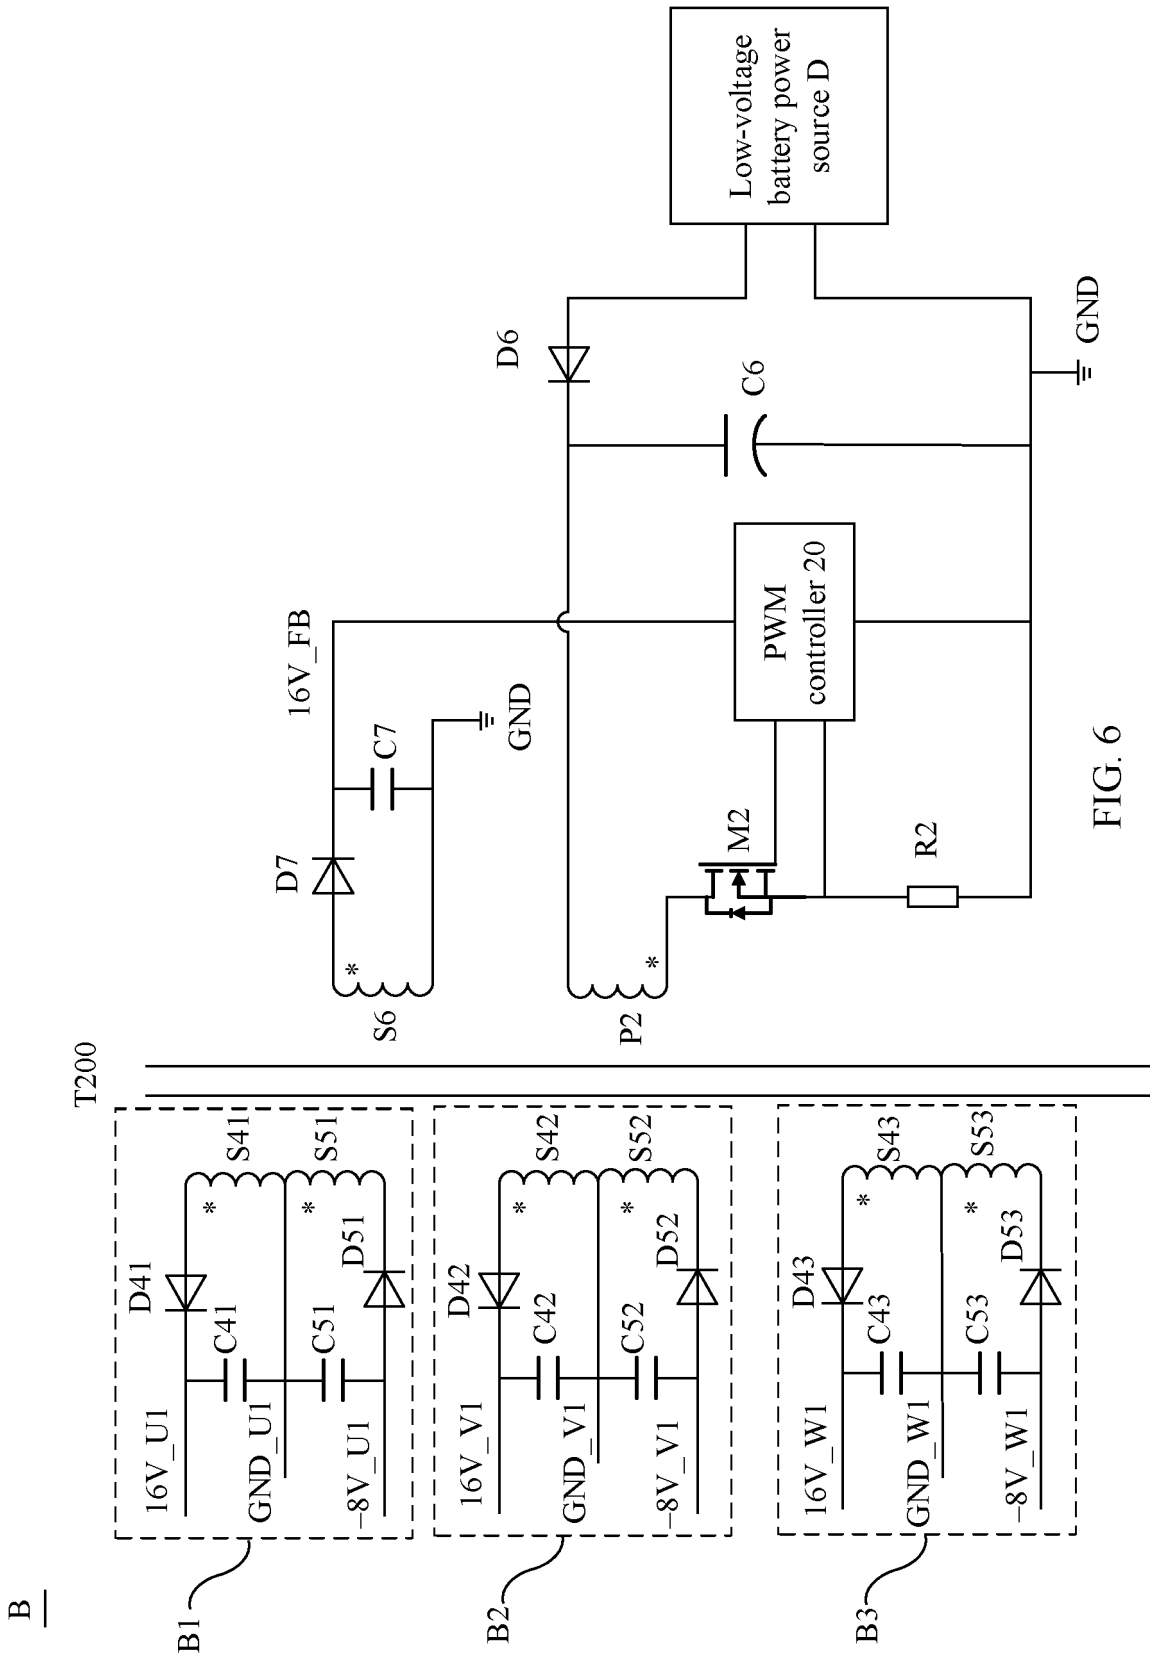 B
T200
B1
16V_U1
GND_U1
–8V_U1
D41
C41
C51
D51
S41
S51
B2
16V_V1
GND_V1
–8V_V1
D42
C42
C52
D52
S42
S52
B3
16V_W1
GND_W1
–8V_W1
D43
C43
C53
D53
S43
S53
*
*
*
*
*
*
S6
*
D7
C7
16V_FB
GND
P2
*
M2
R2
PWM
controller 20
D6
C6
GND
Low-voltage
battery power
source D
FIG. 6